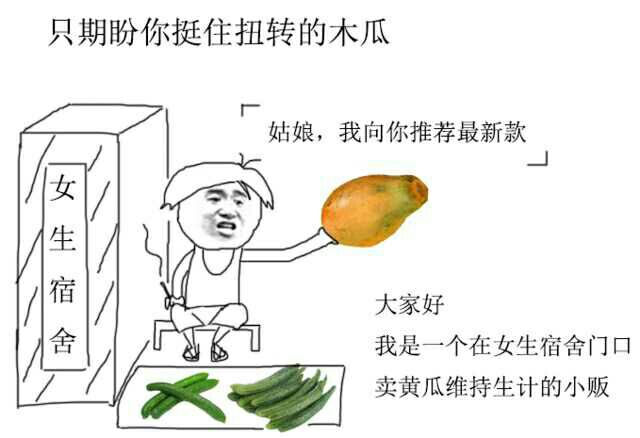 只期盼你挺住扭转的木瓜
「姑娘，我向你推荐最新款」
女生宿舍
大家好
我是一个在女生宿舍门口
卖黄瓜维持生计的小贩